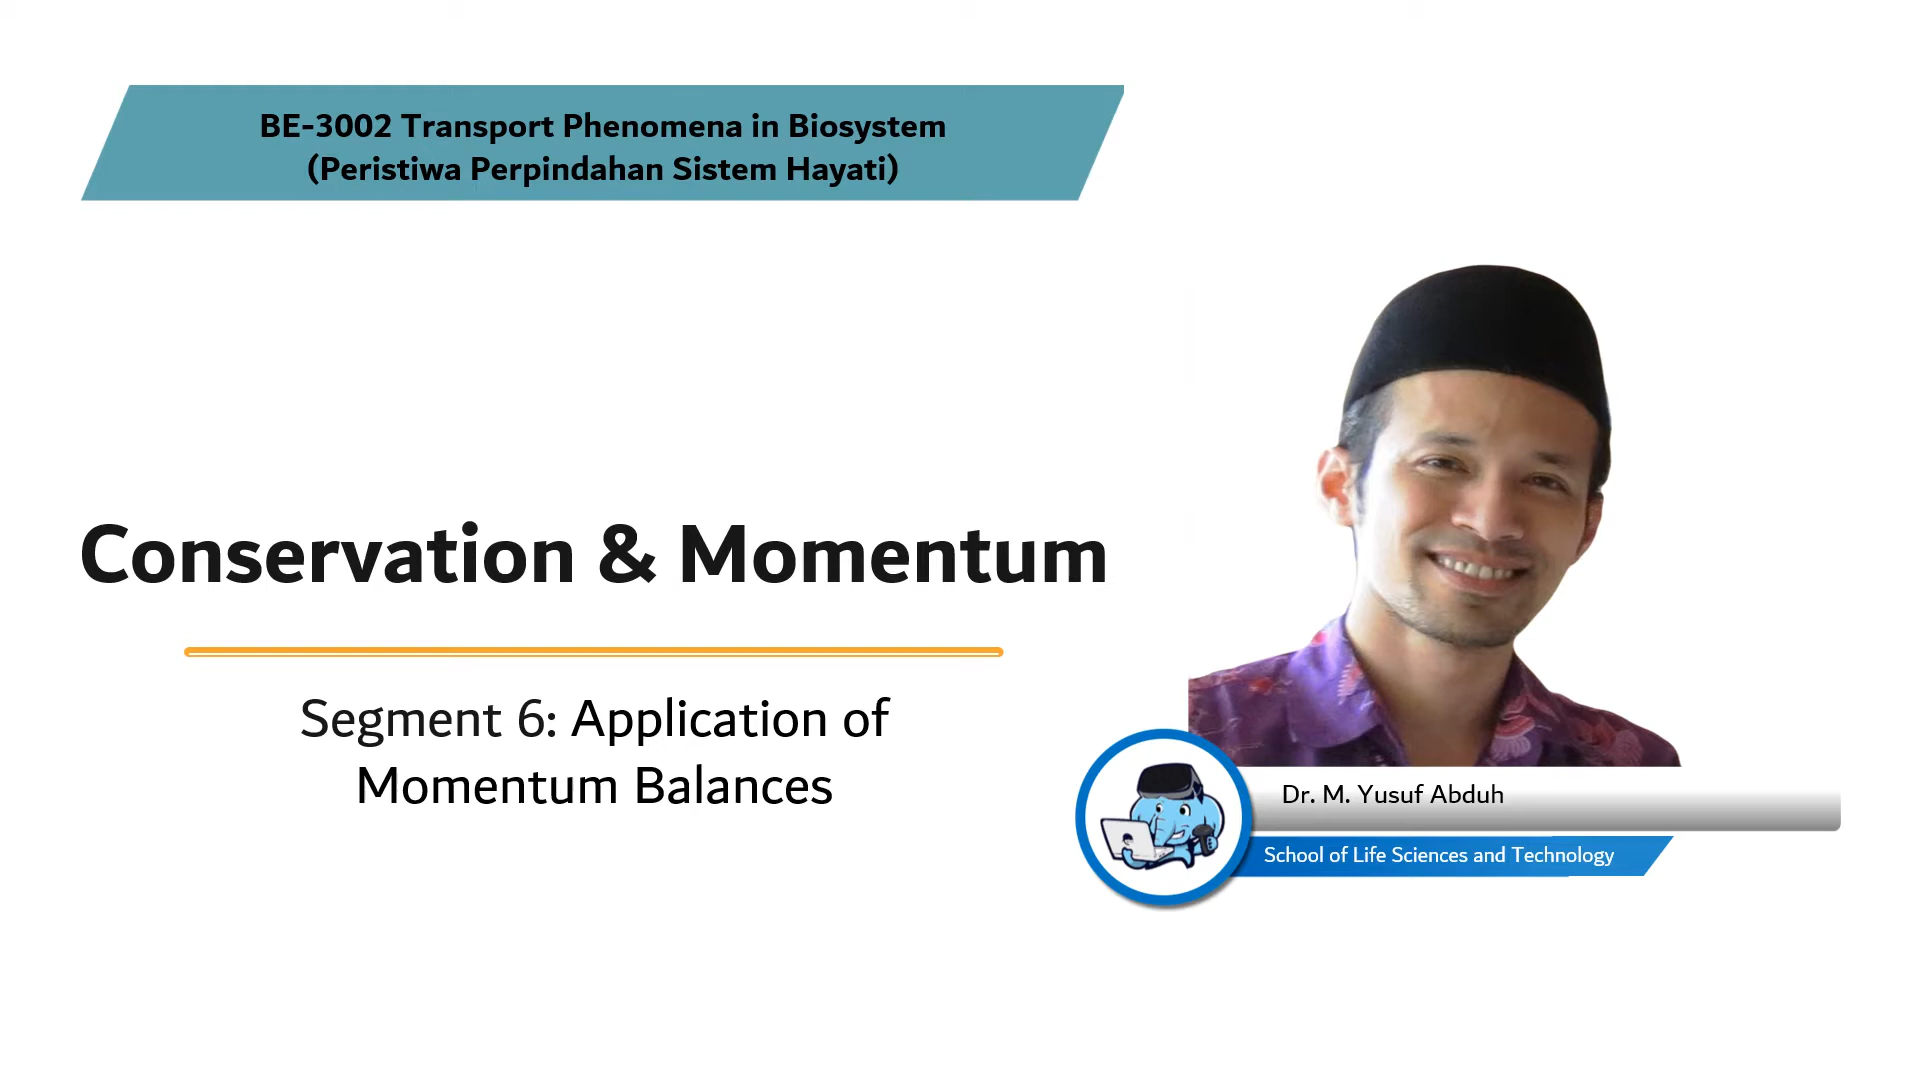 BE-3002 Transport Phenomena in Biosystem
(Peristiwa Perpindahan Sistem Hayati)
Conservation & Momentum
Segment 6: Application of
Momentum Balances
Dr. M. Yusuf Abduh
School of Life Sciences and Technology